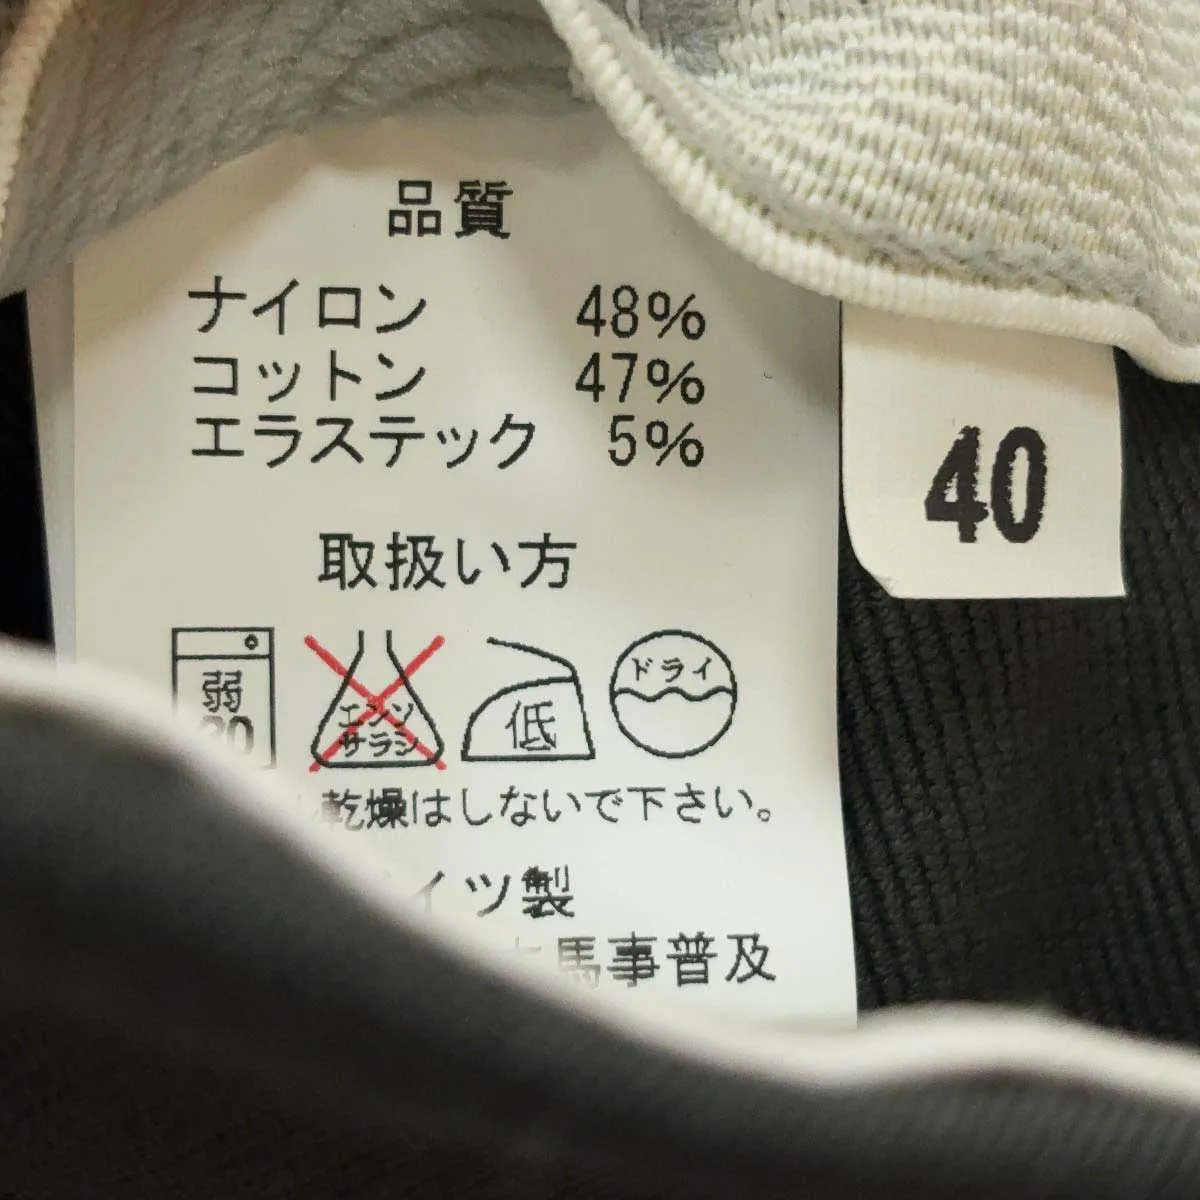 品質
ナイロン 48%
コットン 47%
エラステック 5%
40
取扱い方
弱
30
エンソ
サラシ
低
ドライ
乾燥はしないで下さい。
イツ製
馬事普及